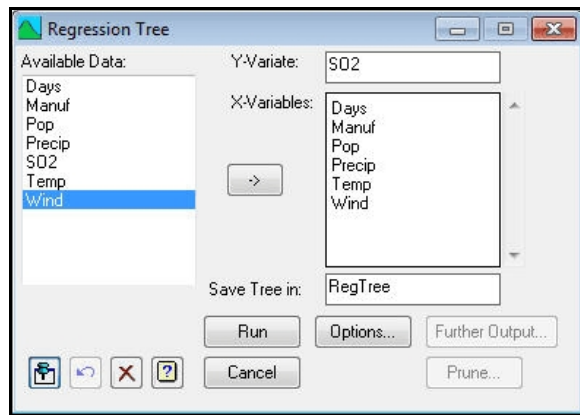 Regression Tree
Available Data:
Days
Manuf
Pop
Precip
SO2
Temp
Wind
Y-Variate:
SO2
X-Variables:
Days
Manuf
Pop
Precip
Temp
Wind
->
Save Tree in:
RegTree
Run
Options...
Further Output...
Cancel
Prune...